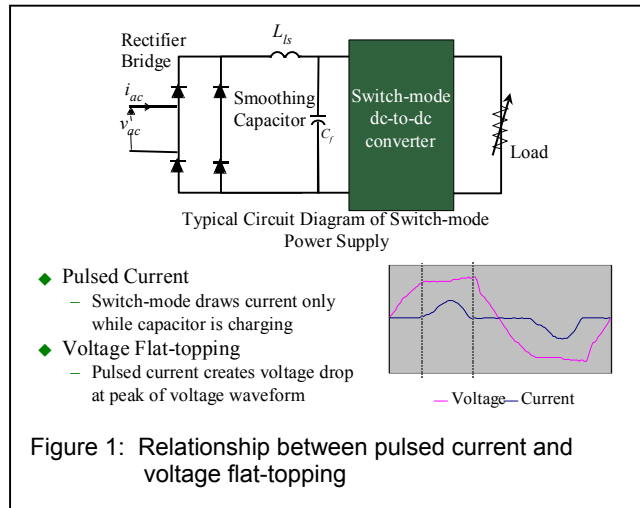 Rectifier
Bridge
L_ls
i_ac
v_ac
Smoothing
Capacitor
C_f
Switch-mode
dc-to-dc
converter
Load
Typical Circuit Diagram of Switch-mode
Power Supply
◆ Pulsed Current
– Switch-mode draws current only
while capacitor is charging
◆ Voltage Flat-topping
– Pulsed current creates voltage drop
at peak of voltage waveform
Voltage Current
Figure 1: Relationship between pulsed current and
voltage flat-topping